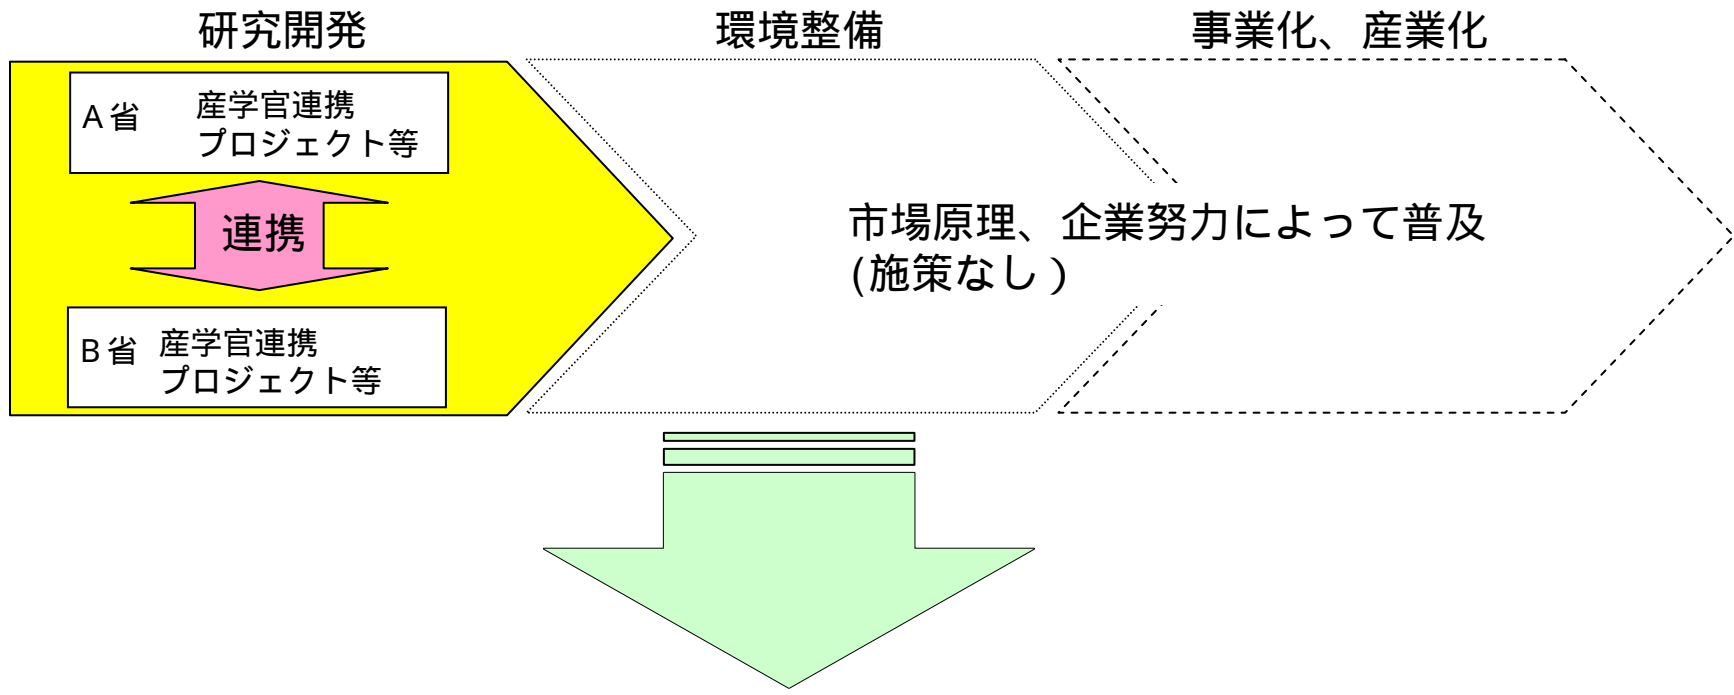 研究開発
環境整備
事業化、産業化
A省 産学官連携
プロジェクト等
連携
B省 産学官連携
プロジェクト等
市場原理、企業努力によって普及
(施策なし)